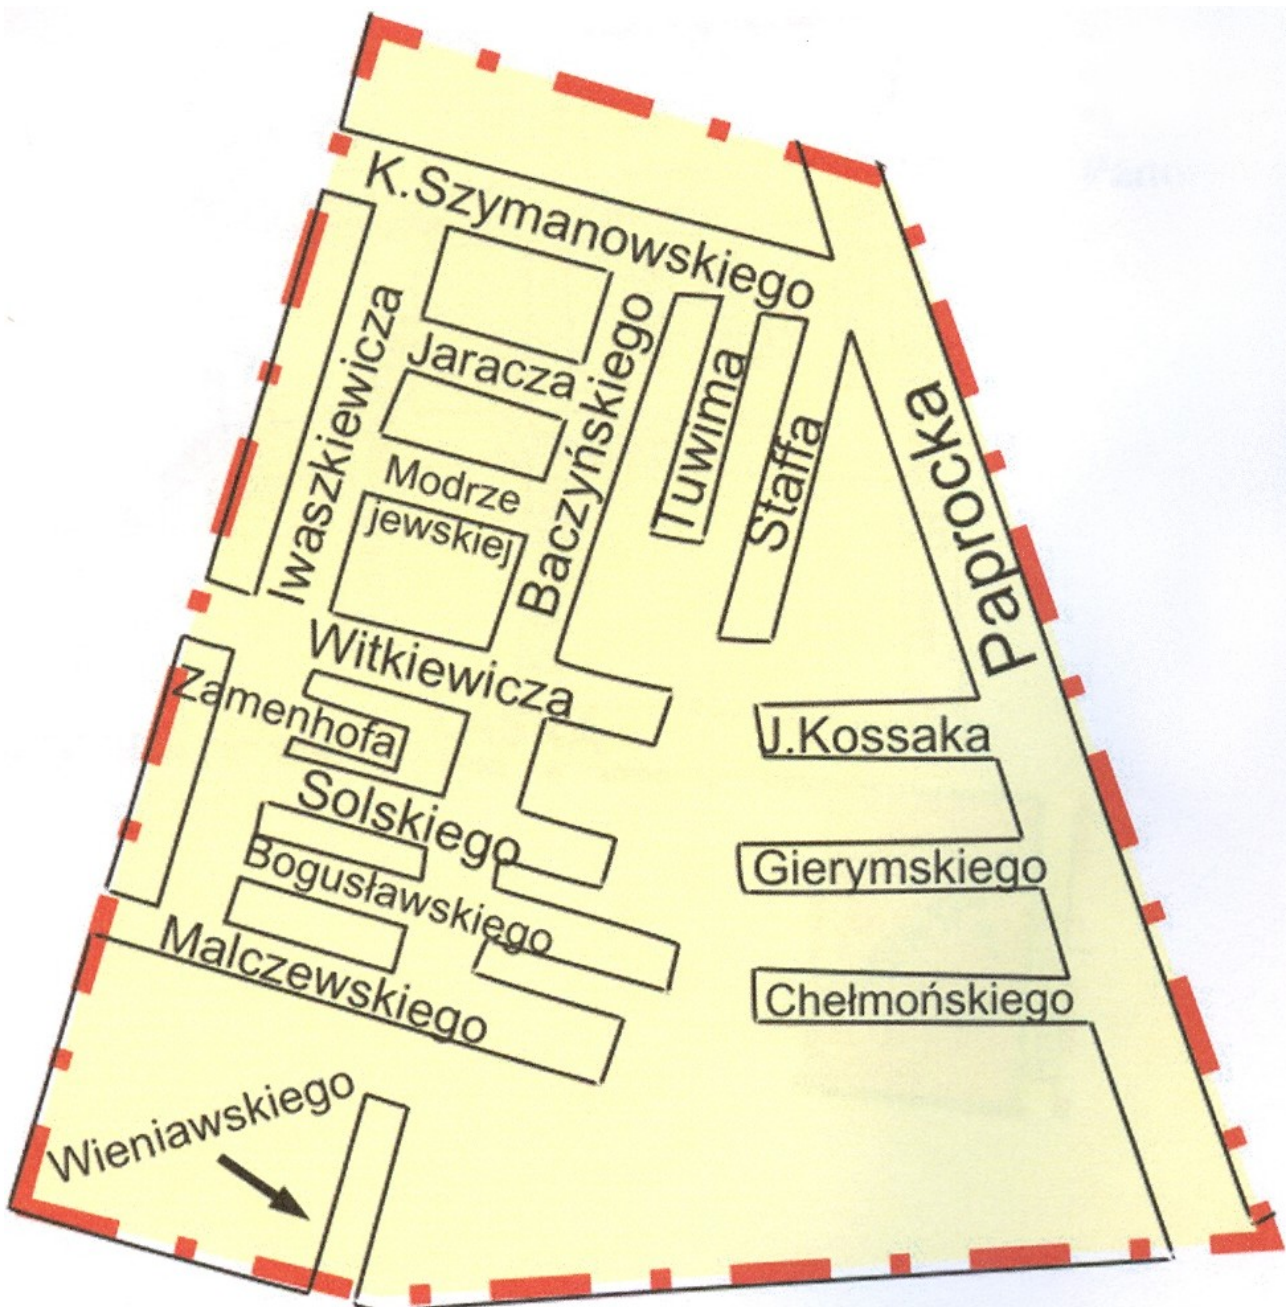 K.Szymanowskiego
Iwaszkiewicza
Jaracza
Baczyńskiego
Tuwima
Staffa
Paprocka
Modrze
jewskiej
Witkiewicza
Zamenhofa
J.Kossaka
Solskiego
Bogusławskiego
Gierymskiego
Malczewskiego
Chełmońskiego
Wieniawskiego